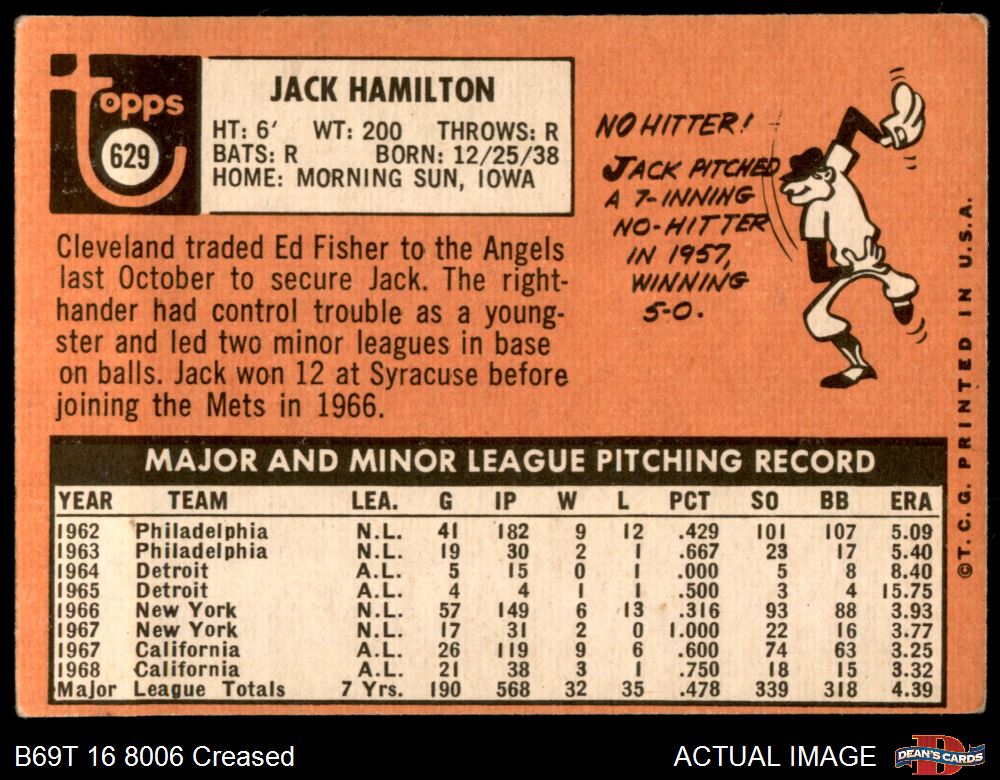 Topps
629
JACK HAMILTON
HT: 6' WT: 200 THROWS: R
BATS: R BORN: 12/25/38
HOME: MORNING SUN, IOWA
Cleveland traded Ed Fisher to the Angels
last October to secure Jack. The right-
hander had control trouble as a young-
ster and led two minor leagues in base
on balls. Jack won 12 at Syracuse before
joining the Mets in 1966.
NO HITTER!
JACK PITCHED
A 7-INNING
NO-HITTER
IN 1957,
WINNING
5-0.
MAJOR AND MINOR LEAGUE PITCHING RECORD
YEAR TEAM LEA. G IP W L PCT SO BB ERA
1962 Philadelphia N.L. 41 182 9 12 .429 101 107 5.09
1963 Philadelphia N.L. 19 30 2 1 .667 23 17 5.40
1964 Detroit A.L. 5 15 0 1 .000 5 8 8.40
1965 Detroit A.L. 4 4 1 1 .500 3 4 15.75
1966 New York N.L. 57 149 6 13 .316 93 88 3.93
1967 New York N.L. 17 31 2 0 1.000 22 16 3.77
1967 California A.L. 26 119 9 6 .600 74 63 3.25
1968 California A.L. 21 38 3 1 .750 18 15 3.32
Major League Totals 7 Yrs. 190 568 32 35 .478 339 318 4.39
©T.C.G. PRINTED IN U.S.A.
B69T 16 8006 Creased
ACTUAL IMAGE
D
DEAN'S CARDS